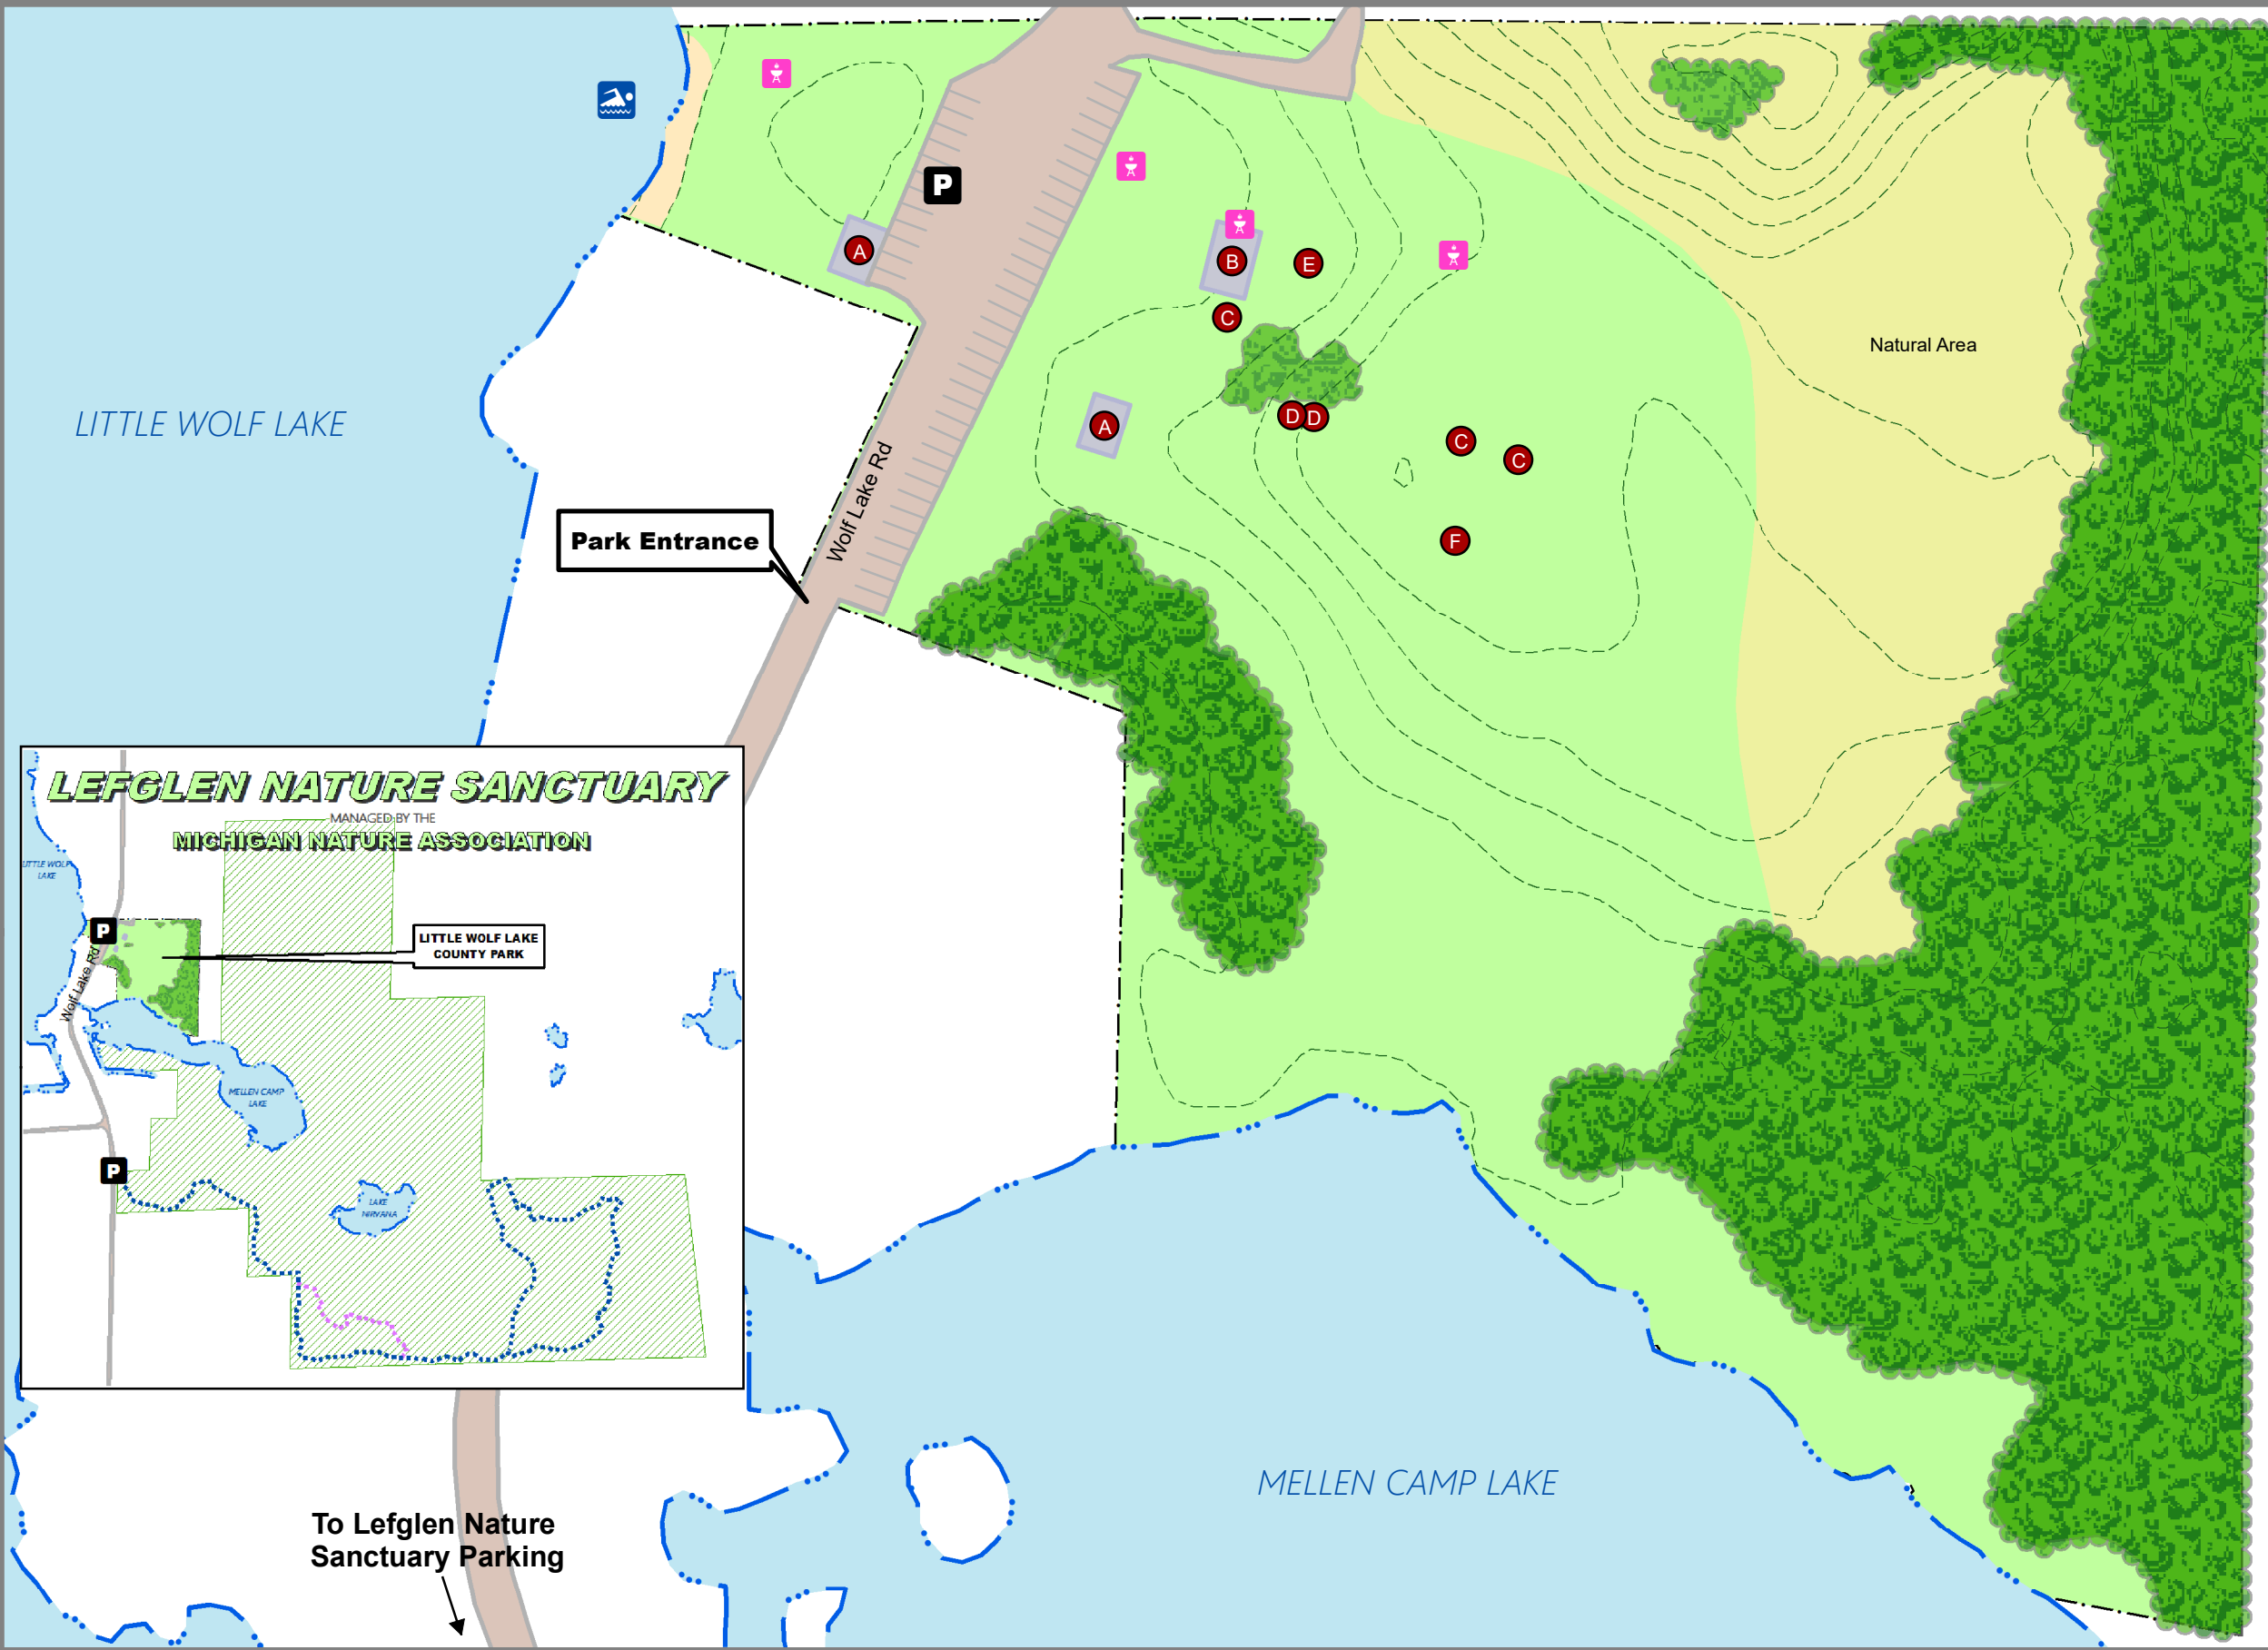 P
A
A
B
E
C
D
D
C
C
F
Natural Area
LITTLE WOLF LAKE
Wolf Lake Rd
Park Entrance
LEFGLEN NATURE SANCTUARY
MANAGED BY THE
MICHIGAN NATURE ASSOCIATION
LITTLE WOLF
LAKE
P
LITTLE WOLF LAKE
COUNTY PARK
Wolf Lake Rd
MELLEN CAMP
LAKE
P
LAKE
NIRVANA
MELLEN CAMP LAKE
To Lefglen Nature
Sanctuary Parking